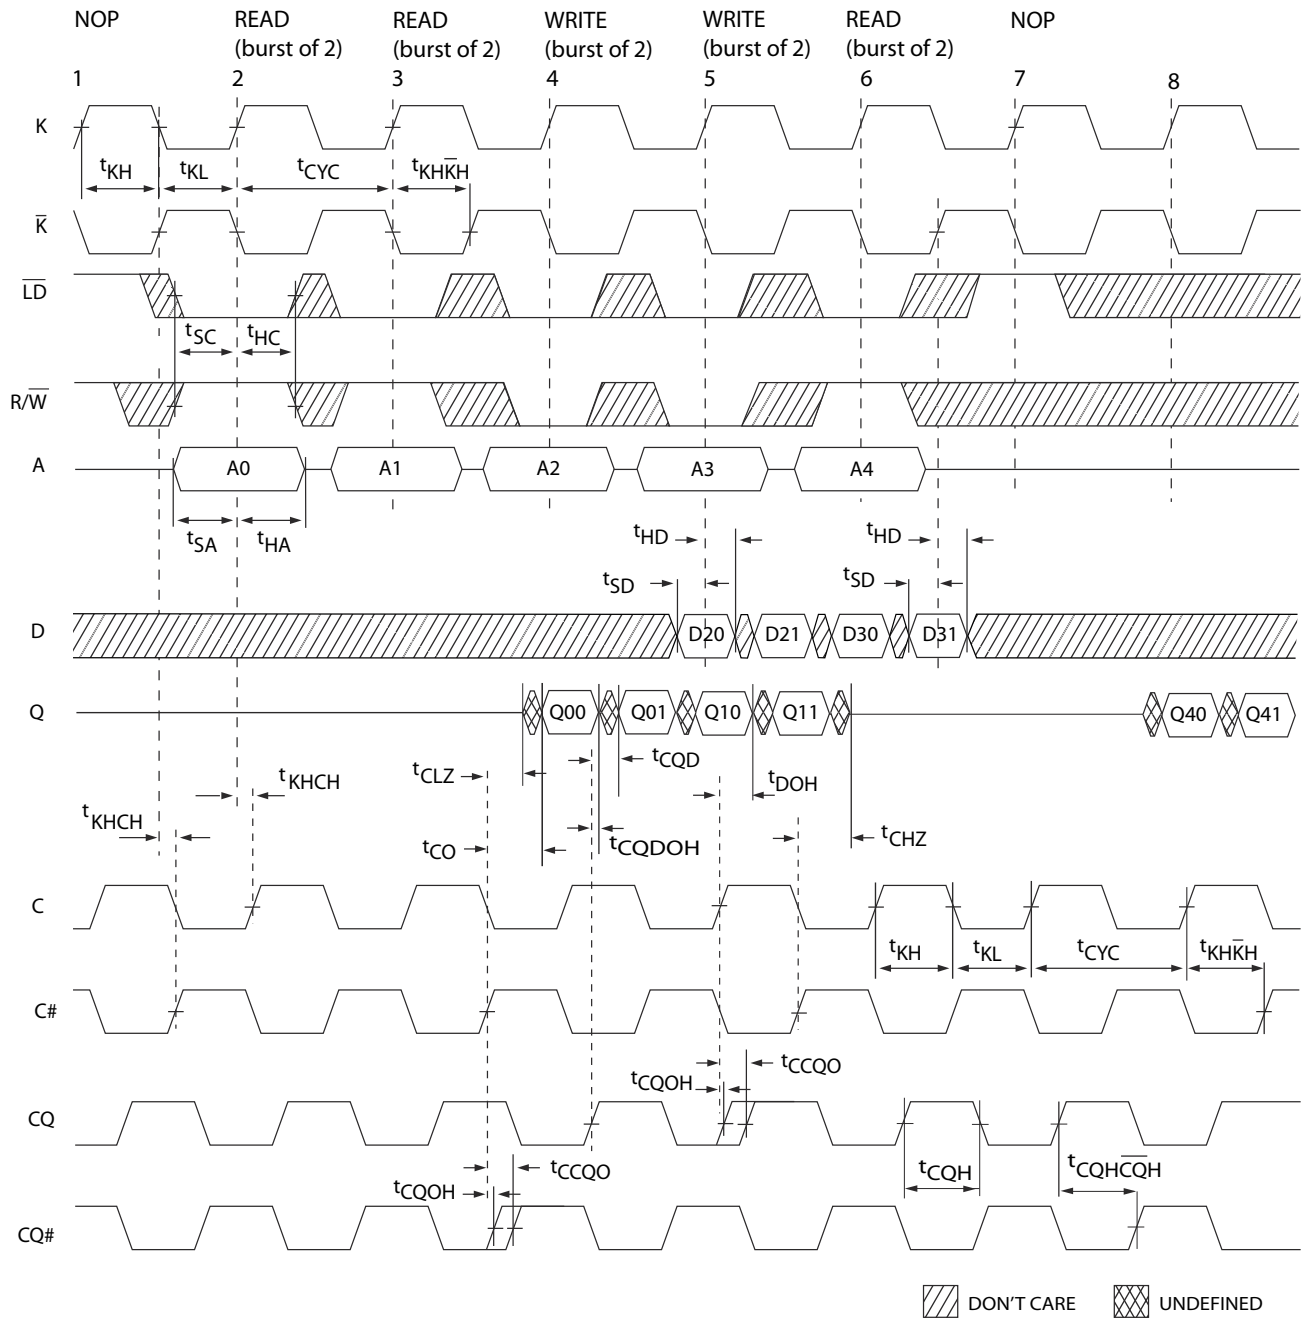 NOP READ READ WRITE WRITE READ NOP
(burst of 2) (burst of 2) (burst of 2) (burst of 2) (burst of 2)
1 2 3 4 5 6 7 8
K
tKH tKL tCYC tKHK̅H
K̅
L̅D̅
tSC tHC
R/W̅
A A0 A1 A2 A3 A4
tSA tHA tHD tHD
tSD tSD
D D20 D21 D30 D31
Q Q00 Q01 Q10 Q11 Q40 Q41
tCLZ tCQD
tKHCH tDOH
tKHCH
tCO tCQDOH tCHZ
C
tKH tKL tCYC tKHK̅H
C#
tCCQO
tCQOH
CQ
tCCQO tCQH tCQHC̅Q̅H
tCQOH
CQ#
DON'T CARE UNDEFINED